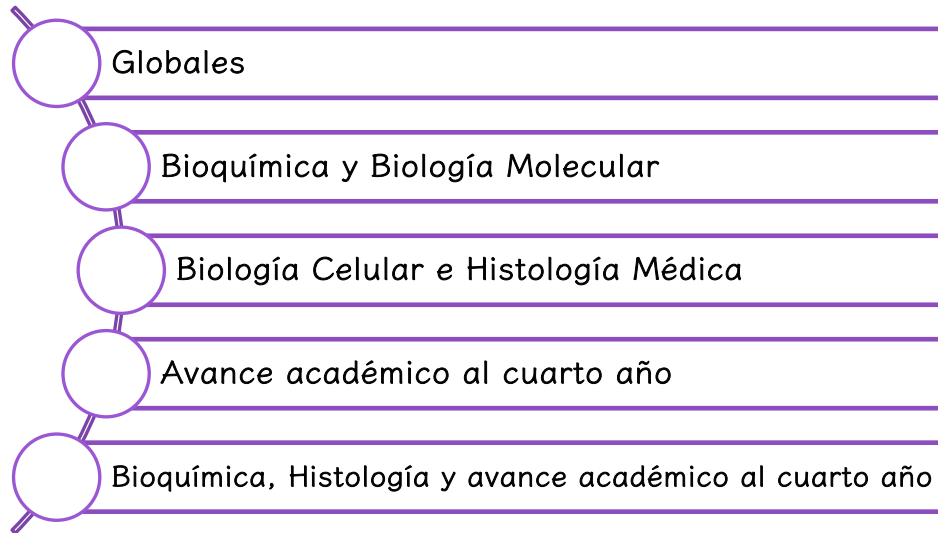 Globales
Bioquímica y Biología Molecular
Biología Celular e Histología Médica
Avance académico al cuarto año
Bioquímica, Histología y avance académico al cuarto año